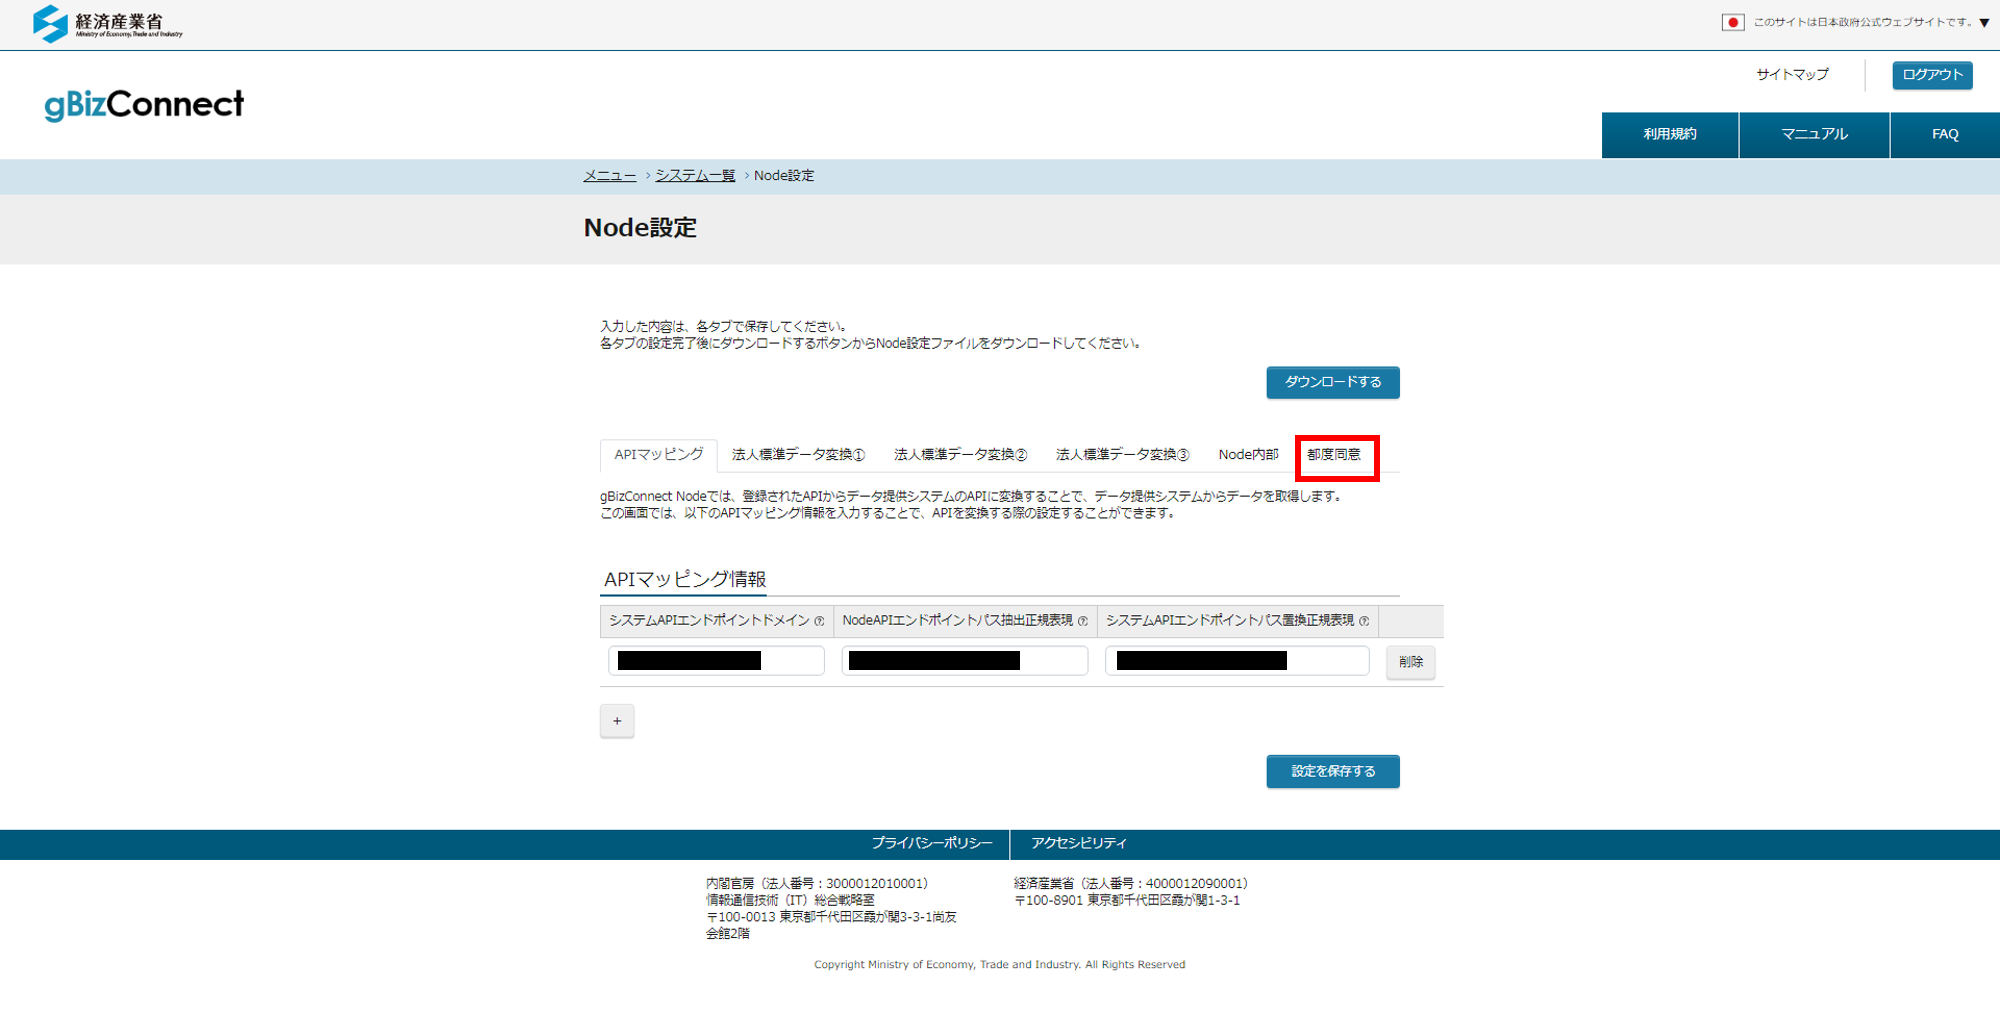 経済産業省
Ministry of Economy, Trade and Industry
このサイトは日本政府公式ウェブサイトです。▼
gBizConnect
サイトマップ
ログアウト
利用規約
マニュアル
FAQ
メニュー > システム一覧 > Node設定
Node設定
入力した内容は、各タブで保存してください。
各タブの設定完了後にダウンロードするボタンからNode設定ファイルをダウンロードしてください。
ダウンロードする
APIマッピング
法人標準データ変換①
法人標準データ変換②
法人標準データ変換③
Node内部
都度同意
gBizConnect Nodeでは、登録されたAPIからデータ提供システムのAPIに変換することで、データ提供システムからデータを取得します。
この画面では、以下のAPIマッピング情報を入力することで、APIを変換する際の設定することができます。
APIマッピング情報
システムAPIエンドポイントドメイン ?
NodeAPIエンドポイントパス抽出正規表現 ?
システムAPIエンドポイントパス置換正規表現 ?
削除
+
設定を保存する
プライバシーポリシー
アクセシビリティ
内閣官房（法人番号：3000012010001）
情報通信技術（IT）総合戦略室
〒100-0013 東京都千代田区霞が関3-3-1尚友
会館2階
経済産業省（法人番号：4000012090001）
〒100-8901 東京都千代田区霞が関1-3-1
Copyright Ministry of Economy, Trade and Industry. All Rights Reserved